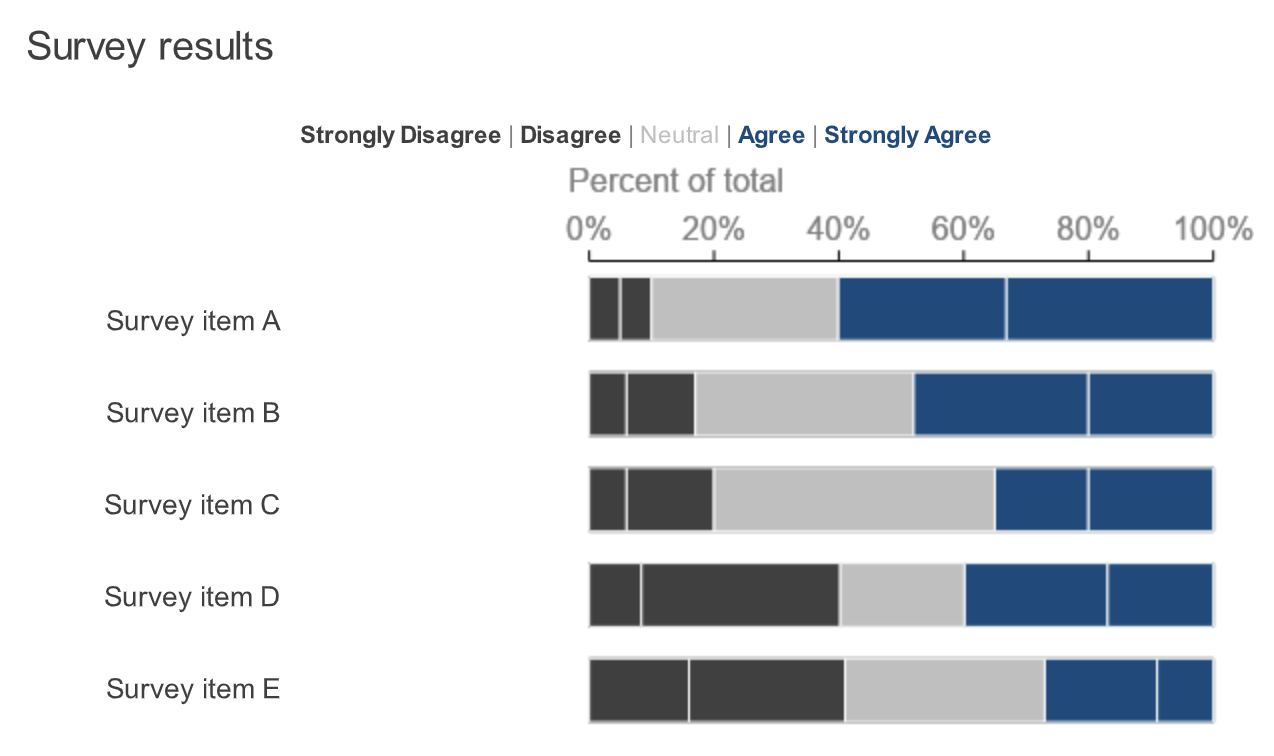 Survey results
Strongly Disagree | Disagree | Neutral | Agree | Strongly Agree
Percent of total
0% 20% 40% 60% 80% 100%
Survey item A
Survey item B
Survey item C
Survey item D
Survey item E